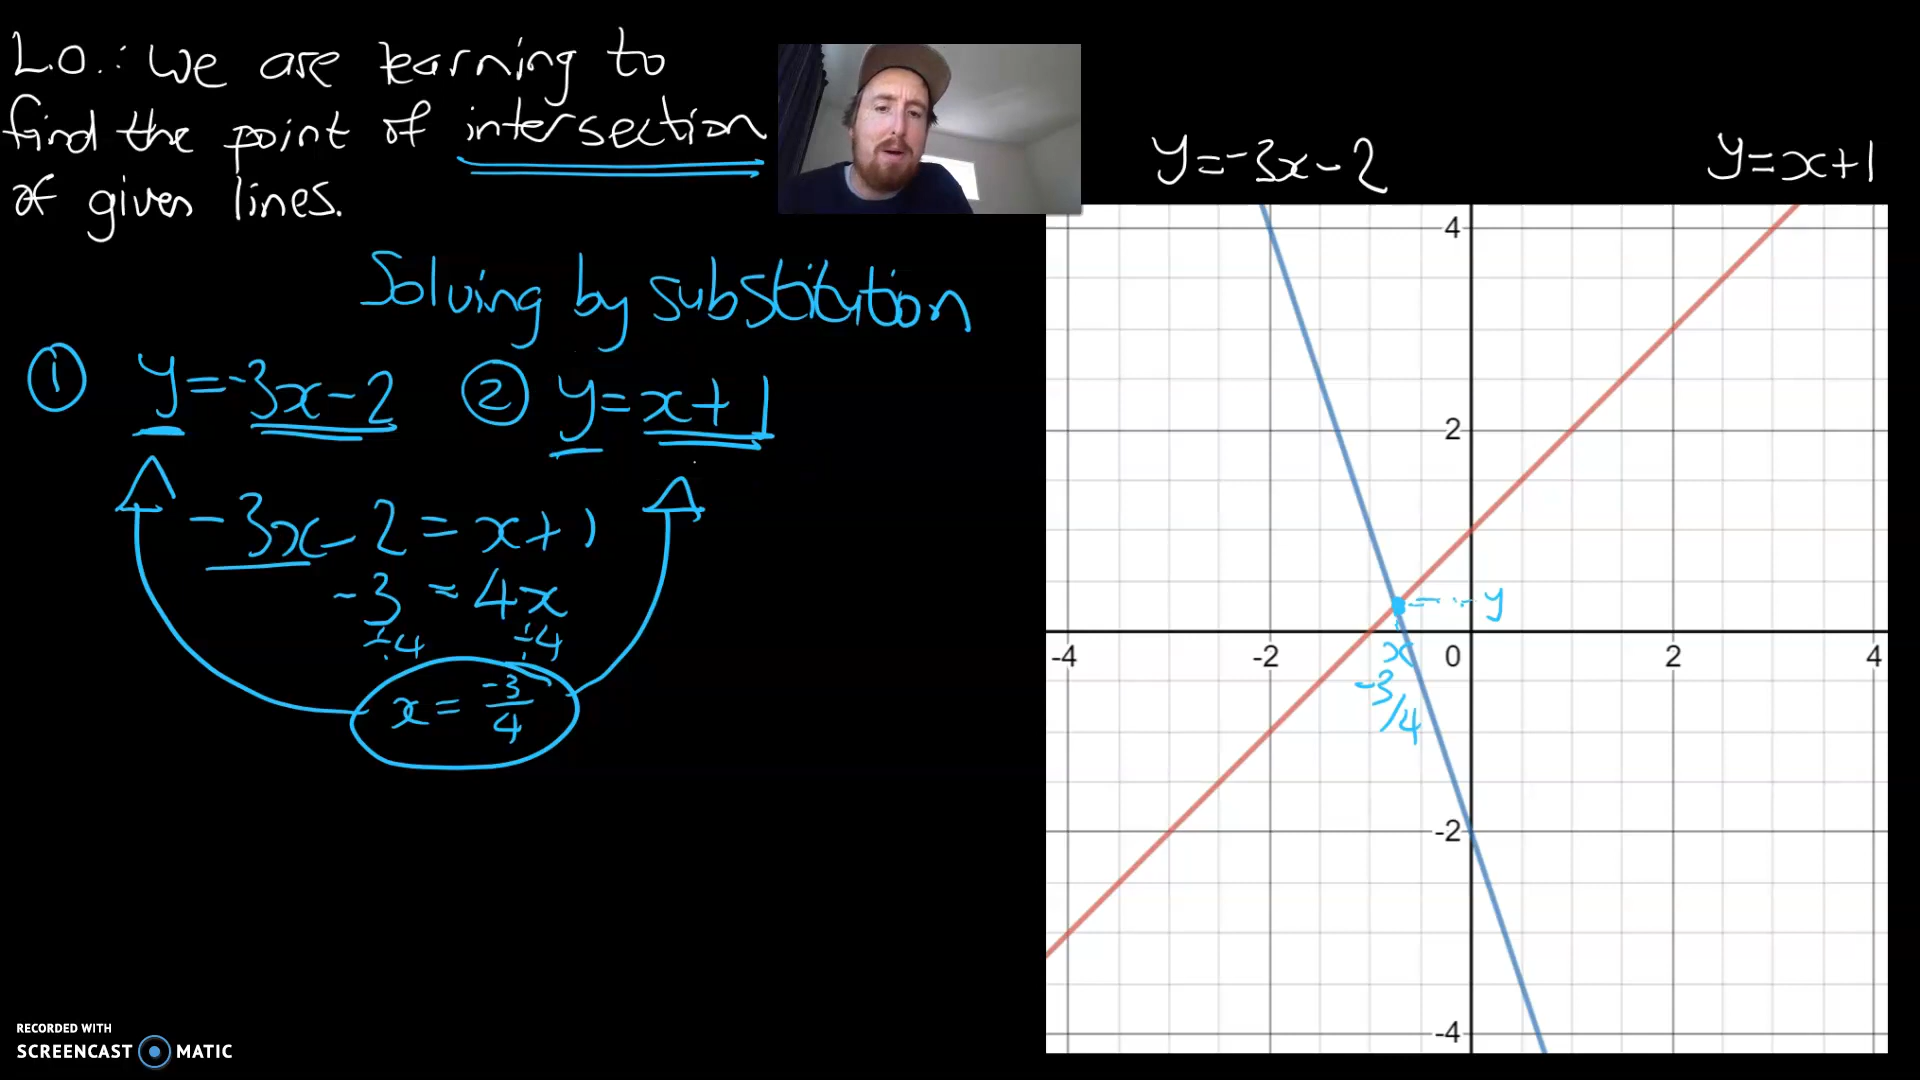 L.O.: We are learning to
find the point of intersection
of given lines.
y=-3x-2
y=x+1
Solving by substitution
① y=-3x-2 ② y=x+1
-3x-2=x+1
-3=4x
÷4 ÷4
x=-3/4
4
2
-4 -2 0 2 4
-2
-4
y
x
-3/4
RECORDED WITH
SCREENCAST MATIC